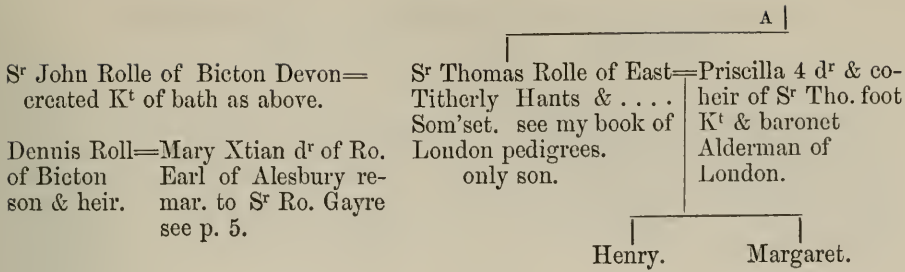 A
Sʳ John Rolle of Bicton Devon=
created Kᵗ of bath as above.
Dennis Roll=Mary Xtian dʳ of Ro.
of Bicton Earl of Alesbury re-
son & heir. mar. to Sʳ Ro. Gayre
see p. 5.
Sʳ Thomas Rolle of East=Priscilla 4 dʳ & co-
Titherly Hants & . . . . heir of Sʳ Tho. foot
Som'set. see my book of Kᵗ & baronet
London pedigrees. Alderman of
only son. London.
Henry. Margaret.